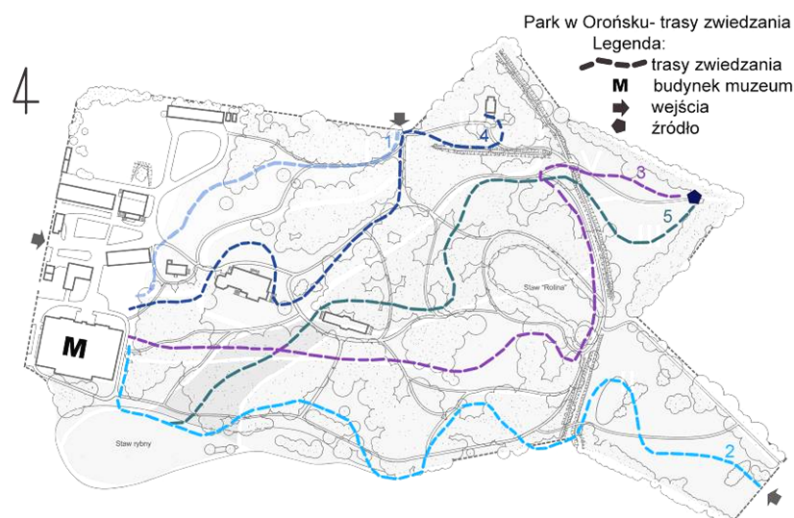 Park w Orońsku- trasy zwiedzania
Legenda:
trasy zwiedzania
M budynek muzeum
wejścia
źródło
4
1
4
3
5
Staw "Rotina"
M
Staw rybny
2